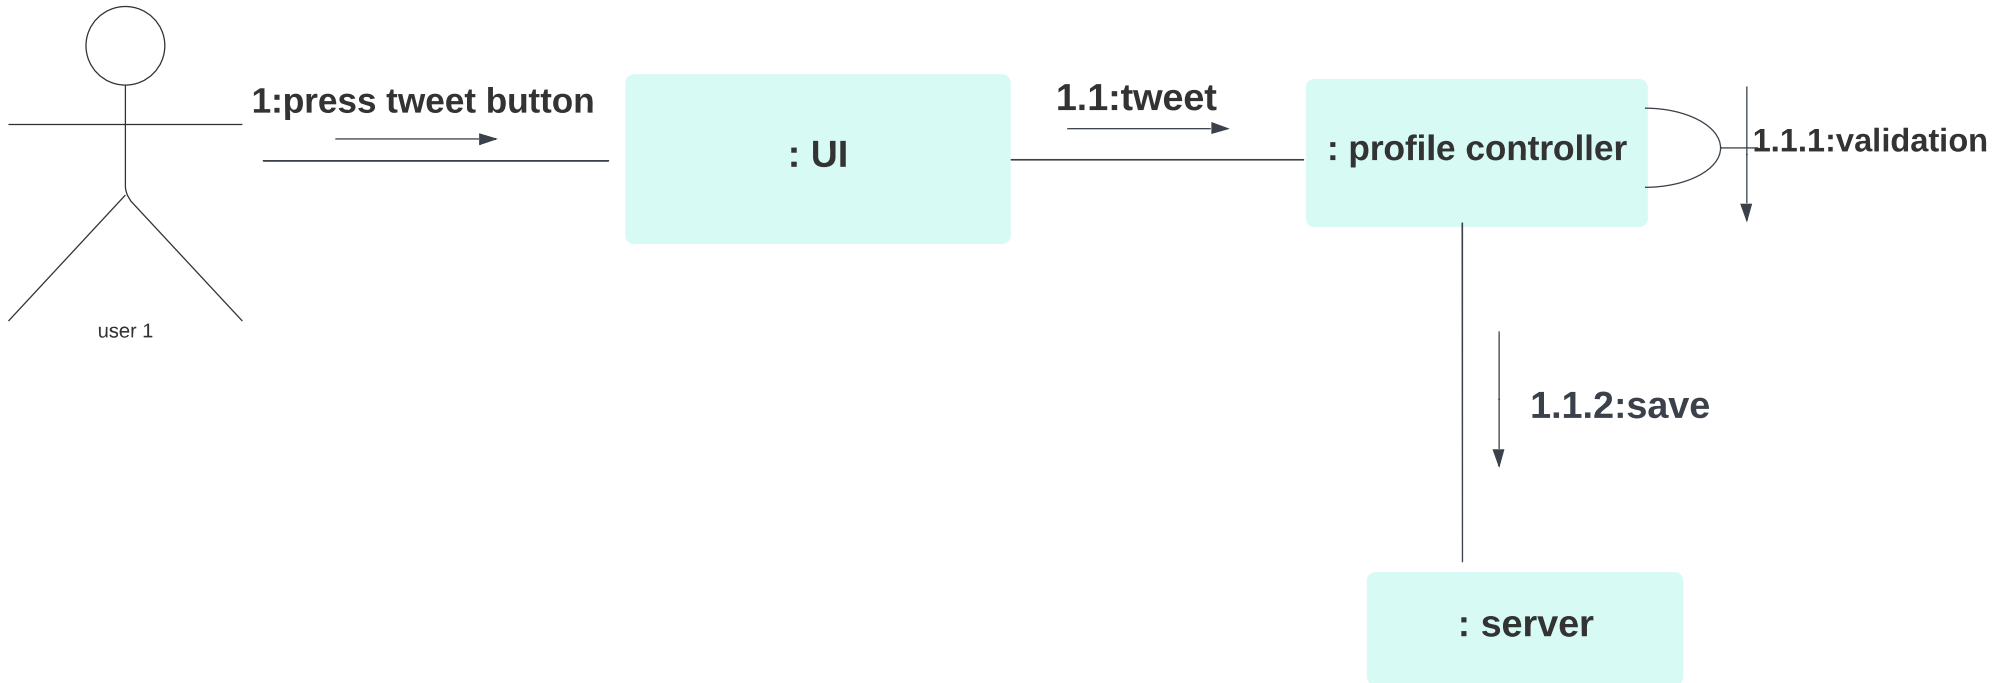 1:press tweet button
: UI
1.1:tweet
: profile controller
1.1.1:validation
user 1
1.1.2:save
: server